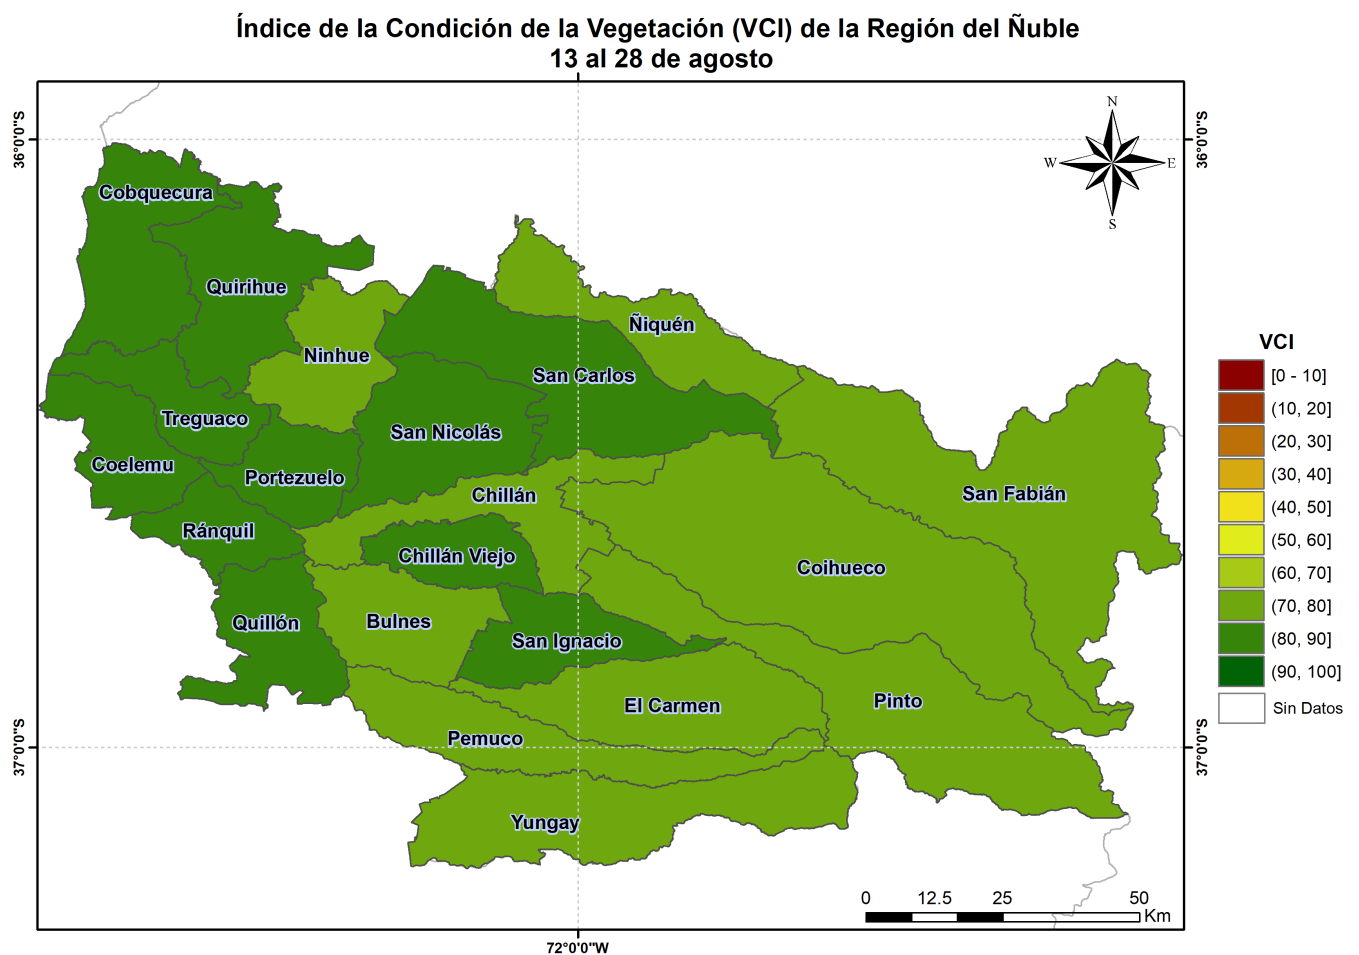 Índice de la Condición de la Vegetación (VCI) de la Región del Ñuble
13 al 28 de agosto
36°0'0"S
36°0'0"S
N
W
E
S
Cobquecura
Quirihue
Ñiquén
Ninhue
San Carlos
Treguaco
San Nicolás
Coelemu
Portezuelo
Chillán
San Fabián
Ránquil
Chillán Viejo
Coihueco
Quillón
Bulnes
San Ignacio
El Carmen
Pinto
Pemuco
Yungay
VCI
[0 - 10]
(10, 20]
(20, 30]
(30, 40]
(40, 50]
(50, 60]
(60, 70]
(70, 80]
(80, 90]
(90, 100]
Sin Datos
37°0'0"S
37°0'0"S
0 12.5 25 50
Km
72°0'0"W